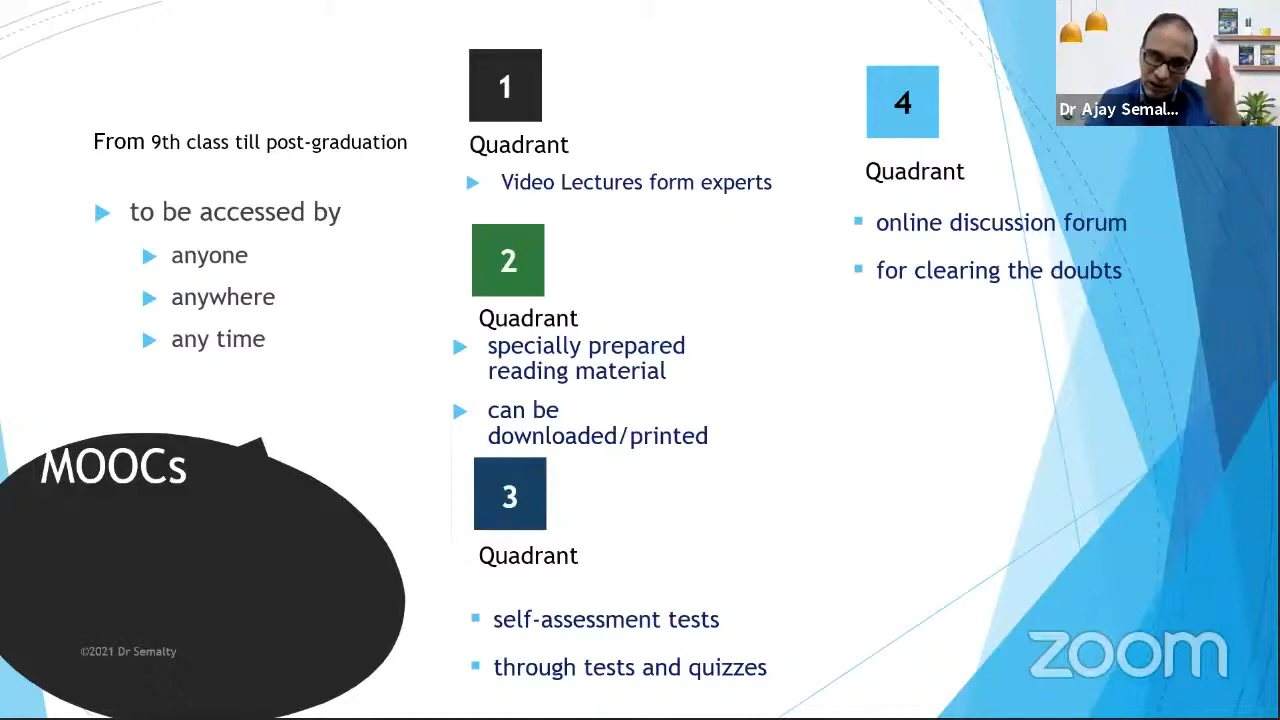 From 9th class till post-graduation
to be accessed by
anyone
anywhere
any time
MOOCs
©2021 Dr Semalty
1
Quadrant
Video Lectures form experts
2
Quadrant
specially prepared
reading material
can be
downloaded/printed
3
Quadrant
self-assessment tests
through tests and quizzes
4
Quadrant
online discussion forum
for clearing the doubts
Dr Ajay Semal...
zoom